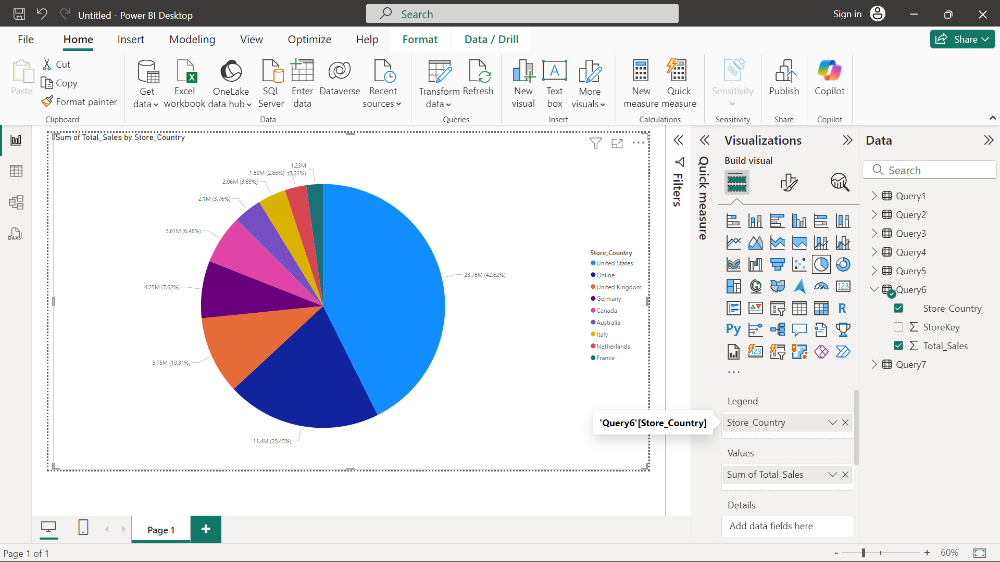 Untitled - Power BI Desktop
Search
Sign in
File
Home
Insert
Modeling
View
Optimize
Help
Format
Data / Drill
Share
Paste
Cut
Copy
Format painter
Clipboard
Get data
Excel workbook
OneLake data hub
SQL Server
Enter data
Dataverse
Recent sources
Data
Transform data
Refresh
Queries
New visual
Text box
More visuals
Insert
New measure
Quick measure
Calculations
Sensitivity
Sensitivity
Publish
Share
Copilot
Copilot
Sum of Total_Sales by Store_Country
1.23M
(2.21%)
1.59M (2.85%)
2.06M (3.69%)
2.1M (3.76%)
3.61M (6.48%)
4.25M (7.62%)
5.75M (10.31%)
11.4M (20.45%)
23.76M (42.62%)
Store_Country
United States
Online
United Kingdom
Germany
Canada
Australia
Italy
Netherlands
France
Filters
Quick measure
Visualizations
Build visual
123
R
Py
123
Legend
Store_Country
'Query6'[Store_Country]
Values
Sum of Total_Sales
Details
Add data fields here
Data
Search
Query1
Query2
Query3
Query4
Query5
Query6
Store_Country
StoreKey
Total_Sales
Query7
DAX
Page 1
Page 1 of 1
60%